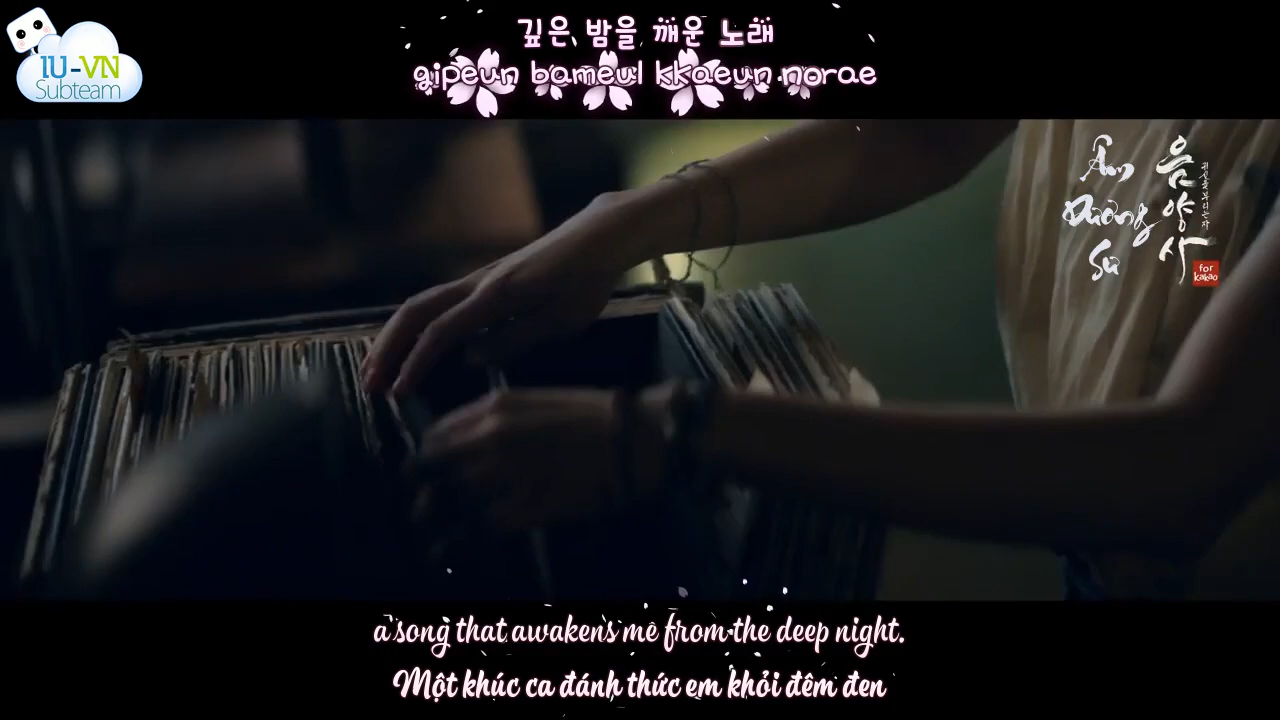 IU-VN
Subteam
깊은 밤을 깨운 노래
gipeun bameul kkaeun norae
Âm
Dương
Sư
음
양
사
for
kakao
a song that awakens me from the deep night.
Một khúc ca đánh thức em khỏi đêm đen